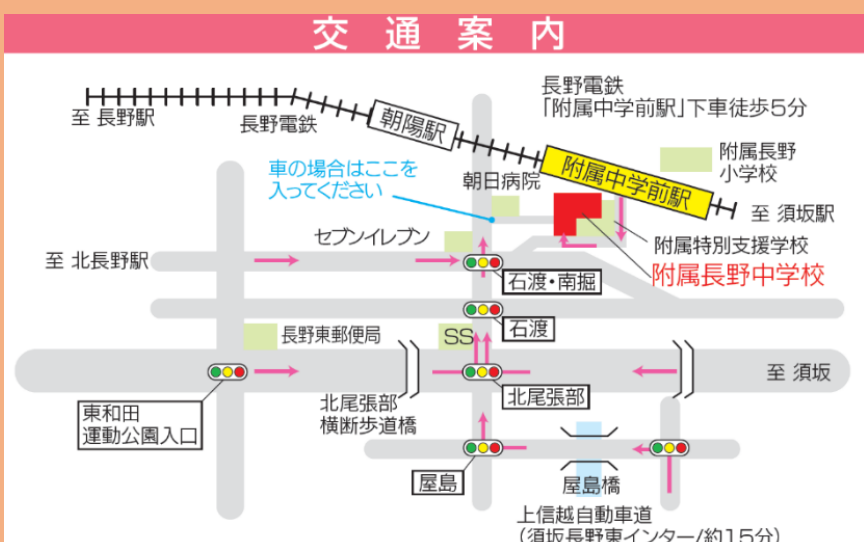 交通案内
長野電鉄
「附属中学前駅」下車徒歩5分
至 長野駅
長野電鉄
朝陽駅
附属中学前駅
附属長野
小学校
車の場合はここを
入ってください
朝日病院
至 須坂駅
セブンイレブン
附属特別支援学校
至 北長野駅
附属長野中学校
石渡・南掘
石渡
長野東郵便局
SS
至 須坂
北尾張部
東和田
運動公園入口
北尾張部
横断歩道橋
屋島
屋島橋
上信越自動車道
(須坂長野東インター/約15分)